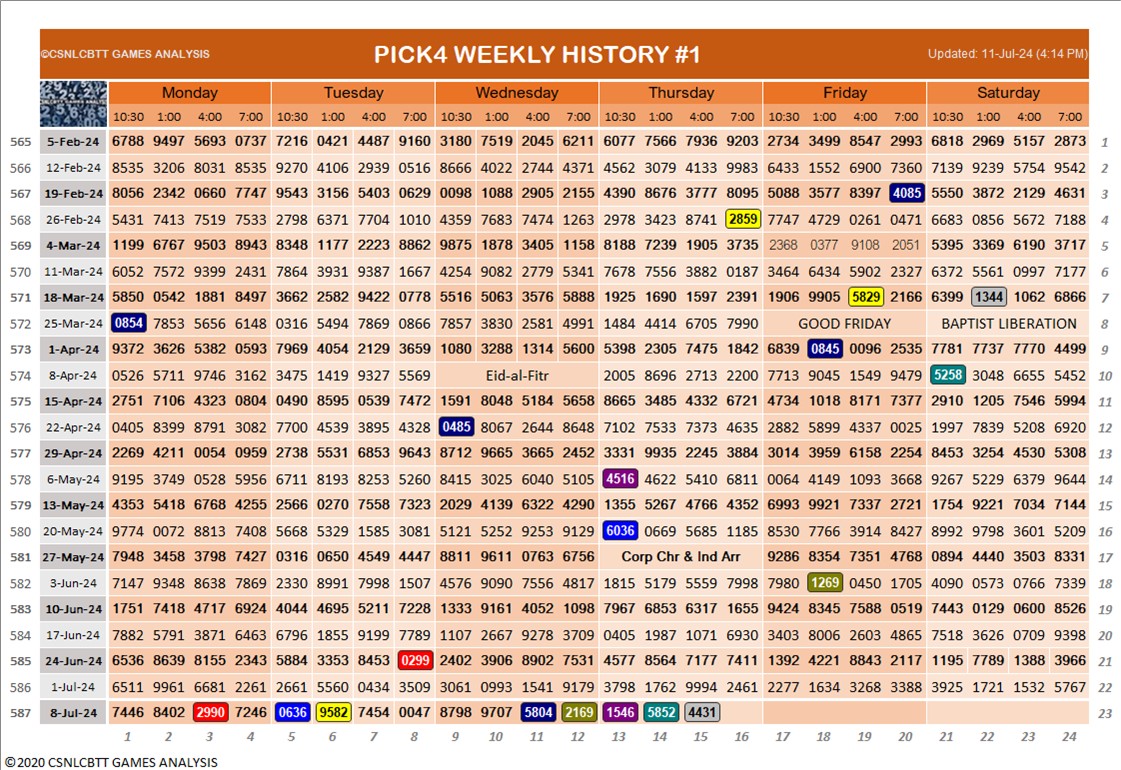 ©CSNLCBTT GAMES ANALYSIS PICK4 WEEKLY HISTORY #1 Updated: 11-Jul-24 (4:14 PM)
Monday Tuesday Wednesday Thursday Friday Saturday
10:30 1:00 4:00 7:00 10:30 1:00 4:00 7:00 10:30 1:00 4:00 7:00 10:30 1:00 4:00 7:00 10:30 1:00 4:00 7:00 10:30 1:00 4:00 7:00
565 5-Feb-24 6788 9497 5693 0737 7216 0421 4487 9160 3180 7519 2045 6211 6077 7566 7936 9203 2734 3499 8547 2993 6818 2969 5157 2873 1
566 12-Feb-24 8535 3206 8031 8535 9270 4106 2939 0516 8666 4022 2744 4371 4562 3079 4133 9983 6433 1552 6900 7360 7139 9239 5754 9542 2
567 19-Feb-24 8056 2342 0660 7747 9543 3156 5403 0629 0098 1088 2905 2155 4390 8676 3777 8095 5088 3577 8397 4085 5550 3872 2129 4631 3
568 26-Feb-24 5431 7413 7519 7533 2798 6371 7704 1010 4359 7683 7474 1263 2978 3423 8741 2859 7747 4729 0261 0471 6683 0856 5672 7188 4
569 4-Mar-24 1199 6767 9503 8943 8348 1177 2223 8862 9875 1878 3405 1158 8188 7239 1905 3735 2368 0377 9108 2051 5395 3369 6190 3717 5
570 11-Mar-24 6052 7572 9399 2431 7864 3931 9387 1667 4254 9082 2779 5341 7678 7556 3882 0187 3464 6434 5902 2327 6372 5561 0997 7177 6
571 18-Mar-24 5850 0542 1881 8497 3662 2582 9422 0778 5516 5063 3576 5888 1925 1690 1597 2391 1906 9905 5829 2166 6399 1344 1062 6866 7
572 25-Mar-24 0854 7853 5656 6148 0316 5494 7869 0866 7857 3830 2581 4991 1484 4414 6705 7990 GOOD FRIDAY BAPTIST LIBERATION 8
573 1-Apr-24 9372 3626 5382 0593 7969 4054 2129 3659 1080 3288 1314 5600 5398 2305 7475 1842 6839 0845 0096 2535 7781 7737 7770 4499 9
574 8-Apr-24 0526 5711 9746 3162 3475 1419 9327 5569 Eid-al-Fitr 2005 8696 2713 2200 7713 9045 1549 9479 5258 3048 6655 5452 10
575 15-Apr-24 2751 7106 4323 0804 0490 8595 0539 7472 1591 8048 5184 5658 8665 3485 4332 6721 4734 1018 8171 7377 2910 1205 7546 5994 11
576 22-Apr-24 0405 8399 8791 3082 7700 4539 3895 4328 0485 8067 2644 8648 7102 7533 7373 4635 2882 5899 4337 0025 1997 7839 5208 6920 12
577 29-Apr-24 2269 4211 0054 0959 2738 5531 6853 9643 8712 9665 3665 2452 3331 9935 2245 3884 3014 3959 6158 2254 8453 3254 4530 5308 13
578 6-May-24 9195 3749 0528 5956 6711 8193 8253 5260 8415 3025 6040 5105 4516 4622 5410 6811 0064 4149 1093 3668 9267 5229 6379 9644 14
579 13-May-24 4353 5418 6768 4255 2566 0270 7558 7323 2029 4139 6322 4290 1355 5267 4766 4352 6993 9921 7337 2721 1754 9221 7034 7144 15
580 20-May-24 9774 0072 8813 7408 5668 5329 1585 3081 5121 5252 9253 9129 6036 0669 5685 1185 8530 7766 3914 8427 8992 9798 3601 5209 16
581 27-May-24 7948 3458 3798 7427 0316 0650 4549 4447 8811 9611 0763 6756 Corp Chr & Ind Arr 9286 8354 7351 4768 0894 4440 3503 8331 17
582 3-Jun-24 7147 9348 8638 7869 2330 8991 7998 1507 4576 9090 7556 4817 1815 5179 5559 7998 7980 1269 0450 1705 4090 0573 0766 7339 18
583 10-Jun-24 1751 7418 4717 6924 4044 4695 5211 7228 1333 9161 4052 1098 7967 6853 6317 1655 9424 8345 7588 0519 7443 0129 0600 8526 19
584 17-Jun-24 7882 5791 3871 6463 6796 1855 9199 7789 1107 2667 9278 3709 0405 1987 1071 6930 3403 8006 2603 4865 7518 3626 0709 9398 20
585 24-Jun-24 6536 8639 8155 2343 5884 3353 8453 0299 2402 3906 8902 7531 4577 8564 7177 7411 1392 4221 8843 2117 1195 7789 1388 3966 21
586 1-Jul-24 6511 9961 6681 2261 2661 5560 0434 3509 3061 0993 1541 9179 3798 1762 9994 2461 2277 1634 3268 3388 3925 1721 1532 5767 22
587 8-Jul-24 7446 8402 2990 7246 0636 9582 7454 0047 8798 9707 5804 2169 1546 5852 4431 23
1 2 3 4 5 6 7 8 9 10 11 12 13 14 15 16 17 18 19 20 21 22 23 24
©2020 CSNLCBTT GAMES ANALYSIS